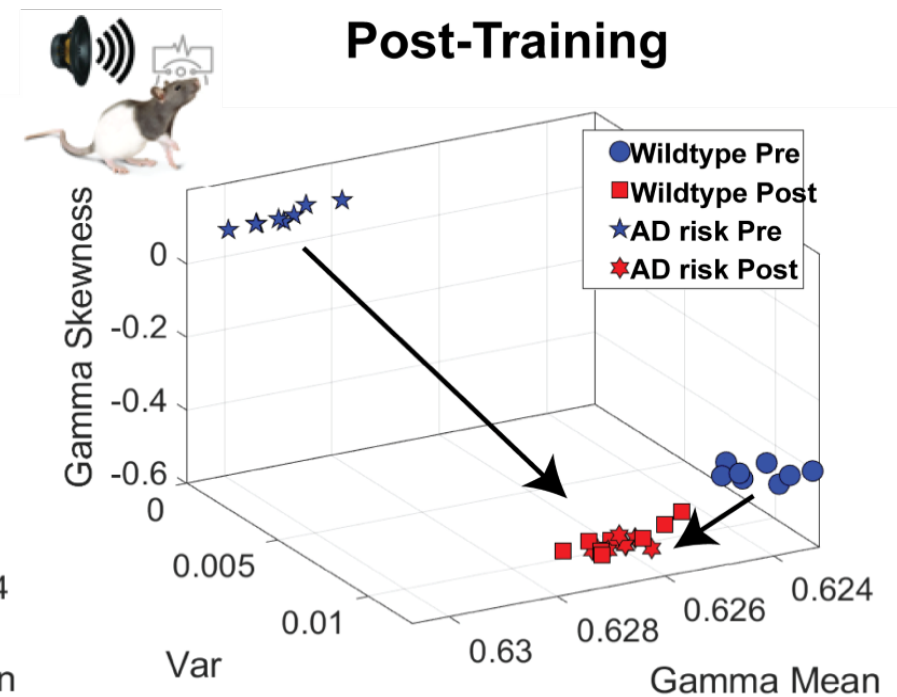 Post-Training
Wildtype Pre
Wildtype Post
AD risk Pre
AD risk Post
Gamma Skewness
0
-0.2
-0.4
-0.6
0
0.005
0.01
Var
0.63
0.628
0.626
0.624
Gamma Mean
4
n